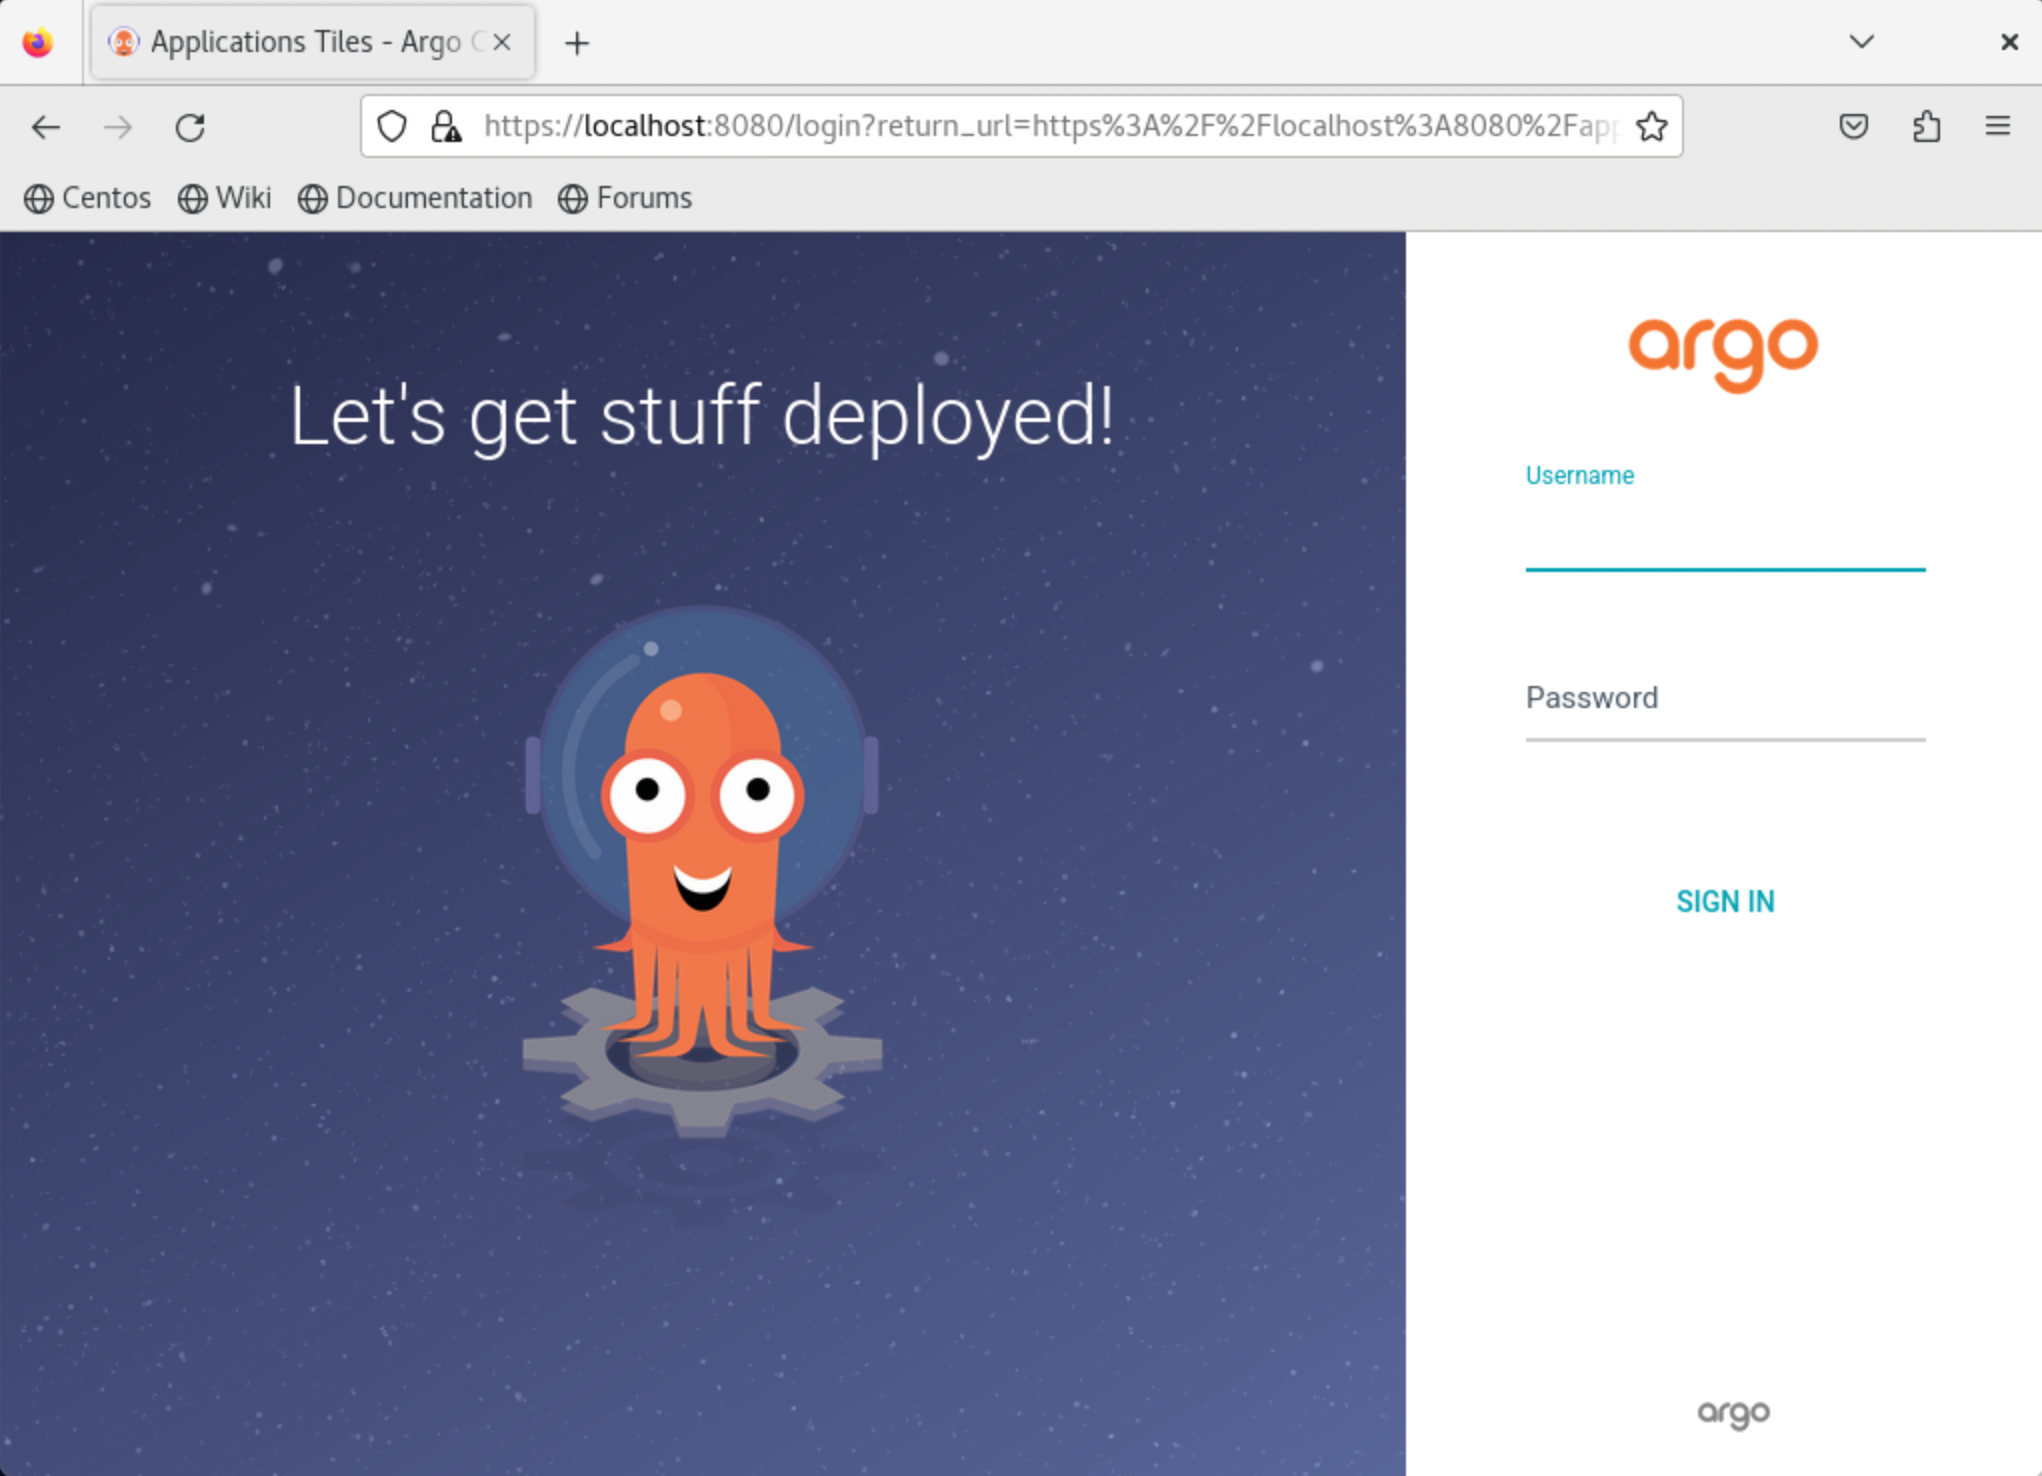 Applications Tiles - Argo C
https://localhost:8080/login?return_url=https%3A%2F%2Flocalhost%3A8080%2Fapp
Centos Wiki Documentation Forums
Let's get stuff deployed!
argo
Username
Password
SIGN IN
argo